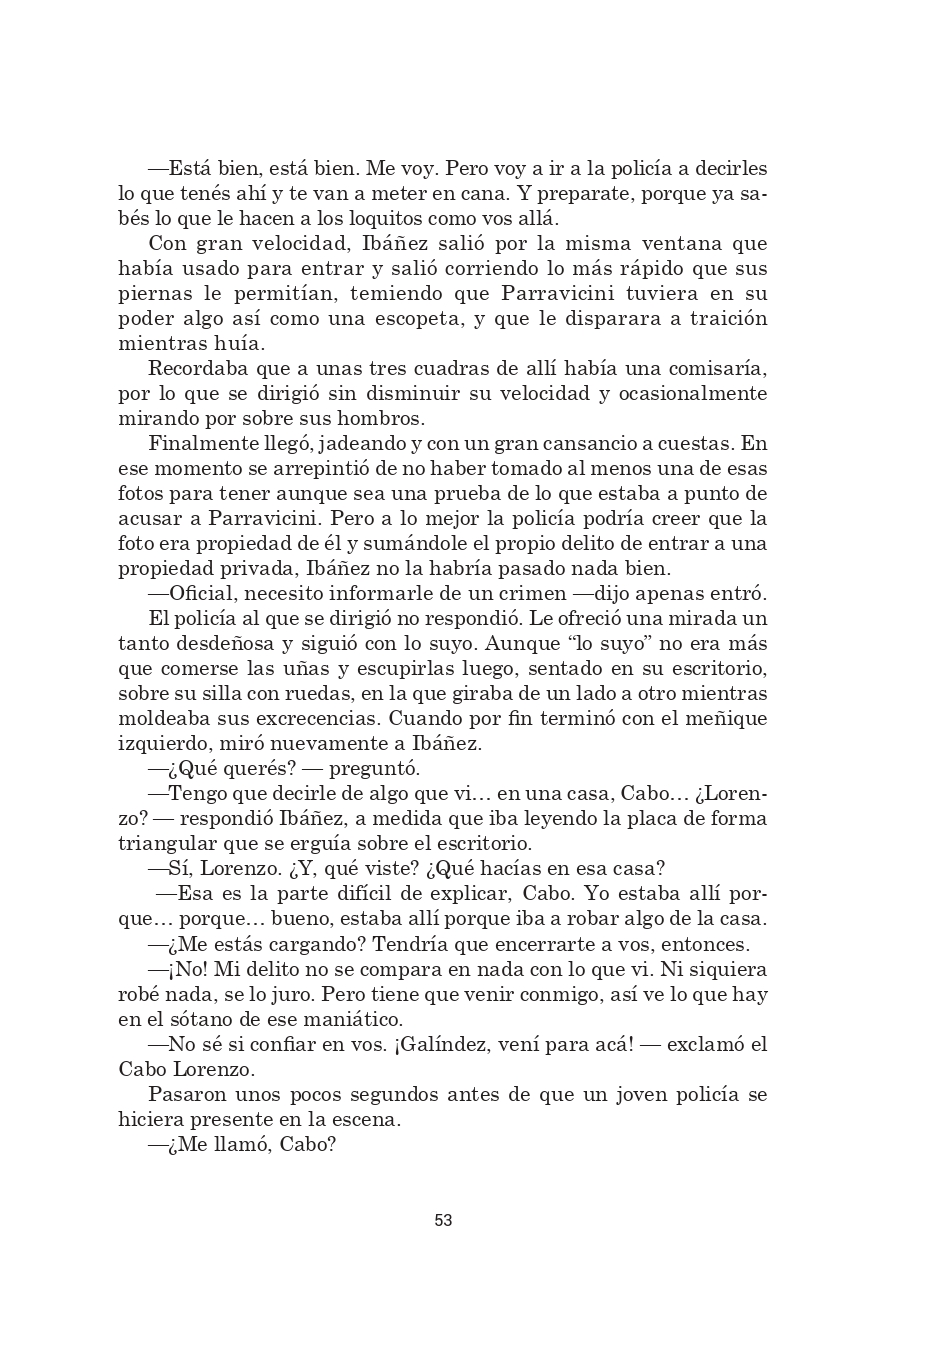 —Está bien, está bien. Me voy. Pero voy a ir a la policía a decirles
lo que tenés ahí y te van a meter en cana. Y preparate, porque ya sa-
bés lo que le hacen a los loquitos como vos allá.
Con gran velocidad, Ibáñez salió por la misma ventana que
había usado para entrar y salió corriendo lo más rápido que sus
piernas le permitían, temiendo que Parravicini tuviera en su
poder algo así como una escopeta, y que le disparara a traición
mientras huía.
Recordaba que a unas tres cuadras de allí había una comisaría,
por lo que se dirigió sin disminuir su velocidad y ocasionalmente
mirando por sobre sus hombros.
Finalmente llegó, jadeando y con un gran cansancio a cuestas. En
ese momento se arrepintió de no haber tomado al menos una de esas
fotos para tener aunque sea una prueba de lo que estaba a punto de
acusar a Parravicini. Pero a lo mejor la policía podría creer que la
foto era propiedad de él y sumándole el propio delito de entrar a una
propiedad privada, Ibáñez no la habría pasado nada bien.
—Oficial, necesito informarle de un crimen —dijo apenas entró.
El policía al que se dirigió no respondió. Le ofreció una mirada un
tanto desdeñosa y siguió con lo suyo. Aunque “lo suyo” no era más
que comerse las uñas y escupirlas luego, sentado en su escritorio,
sobre su silla con ruedas, en la que giraba de un lado a otro mientras
moldeaba sus excrecencias. Cuando por fin terminó con el meñique
izquierdo, miró nuevamente a Ibáñez.
—¿Qué querés? — preguntó.
—Tengo que decirle de algo que vi… en una casa, Cabo… ¿Loren-
zo? — respondió Ibáñez, a medida que iba leyendo la placa de forma
triangular que se erguía sobre el escritorio.
—Sí, Lorenzo. ¿Y, qué viste? ¿Qué hacías en esa casa?
—Esa es la parte difícil de explicar, Cabo. Yo estaba allí por-
que… porque… bueno, estaba allí porque iba a robar algo de la casa.
—¿Me estás cargando? Tendría que encerrarte a vos, entonces.
—¡No! Mi delito no se compara en nada con lo que vi. Ni siquiera
robé nada, se lo juro. Pero tiene que venir conmigo, así ve lo que hay
en el sótano de ese maniático.
—No sé si confiar en vos. ¡Galíndez, vení para acá! — exclamó el
Cabo Lorenzo.
Pasaron unos pocos segundos antes de que un joven policía se
hiciera presente en la escena.
—¿Me llamó, Cabo?
53